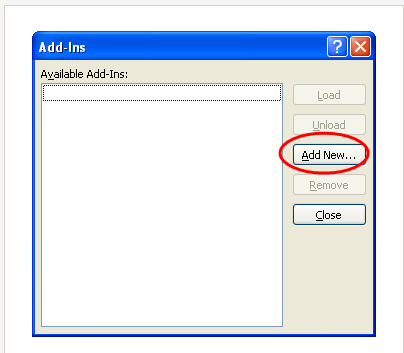 Add-Ins
Available Add-Ins:
Load
Unload
Add New...
Remove
Close